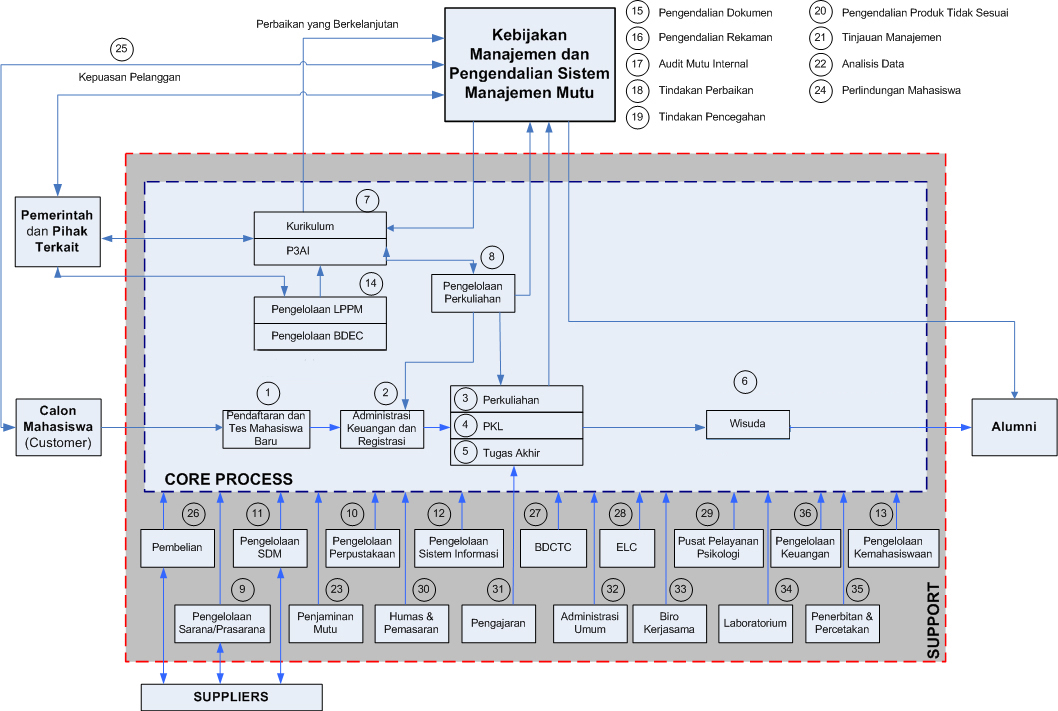 Perbaikan yang Berkelanjutan
25
Kepuasan Pelanggan
Kebijakan
Manajemen dan
Pengendalian Sistem
Manajemen Mutu
15 Pengendalian Dokumen
16 Pengendalian Rekaman
17 Audit Mutu Internal
18 Tindakan Perbaikan
19 Tindakan Pencegahan
20 Pengendalian Produk Tidak Sesuai
21 Tinjauan Manajemen
22 Analisis Data
24 Perlindungan Mahasiswa
Pemerintah
dan Pihak
Terkait
7
Kurikulum
P3AI
14
Pengelolaan LPPM
Pengelolaan BDEC
8
Pengelolaan
Perkuliahan
Calon
Mahasiswa
(Customer)
1
Pendaftaran dan
Tes Mahasiswa
Baru
2
Administrasi
Keuangan dan
Registrasi
3 Perkuliahan
4 PKL
5 Tugas Akhir
6
Wisuda
Alumni
CORE PROCESS
26
Pembelian
11
Pengelolaan
SDM
10
Pengelolaan
Perpustakaan
12
Pengelolaan
Sistem Informasi
27
BDCTC
28
ELC
29
Pusat Pelayanan
Psikologi
36
Pengelolaan
Keuangan
13
Pengelolaan
Kemahasiswaan
9
Pengelolaan
Sarana/Prasarana
23
Penjaminan
Mutu
30
Humas &
Pemasaran
31
Pengajaran
32
Administrasi
Umum
33
Biro
Kerjasama
34
Laboratorium
35
Penerbitan &
Percetakan
SUPPORT
SUPPLIERS